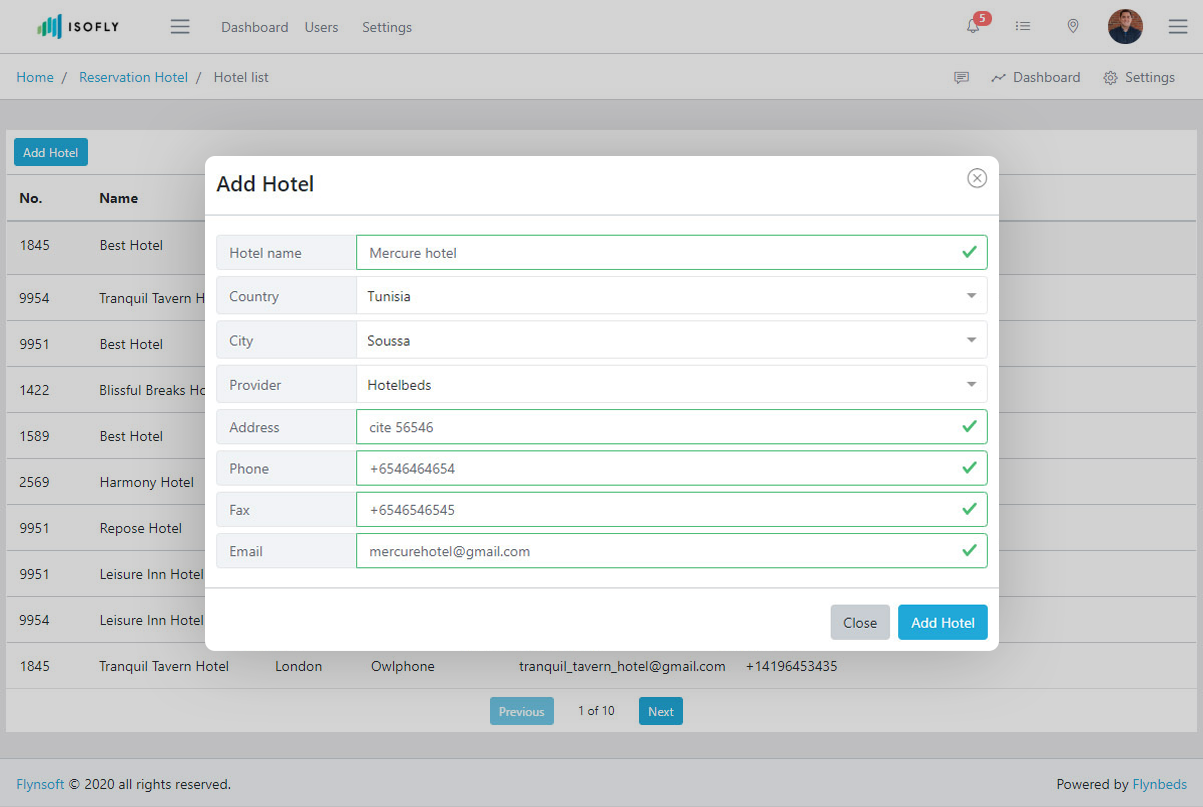 ISOFLY Dashboard Users Settings 5
Home / Reservation Hotel / Hotel list Dashboard Settings
Add Hotel
No. Name
1845 Best Hotel
9954 Tranquil Tavern H
9951 Best Hotel
1422 Blissful Breaks Ho
1589 Best Hotel
2569 Harmony Hotel
9951 Repose Hotel
9951 Leisure Inn Hotel
9954 Leisure Inn Hotel
1845 Tranquil Tavern Hotel London Owlphone tranquil_tavern_hotel@gmail.com +14196453435
Previous 1 of 10 Next
Add Hotel
Hotel name Mercure hotel
Country Tunisia
City Soussa
Provider Hotelbeds
Address cite 56546
Phone +6546464654
Fax +6546546545
Email mercurehotel@gmail.com
Close Add Hotel
Flynsoft © 2020 all rights reserved. Powered by Flynbeds